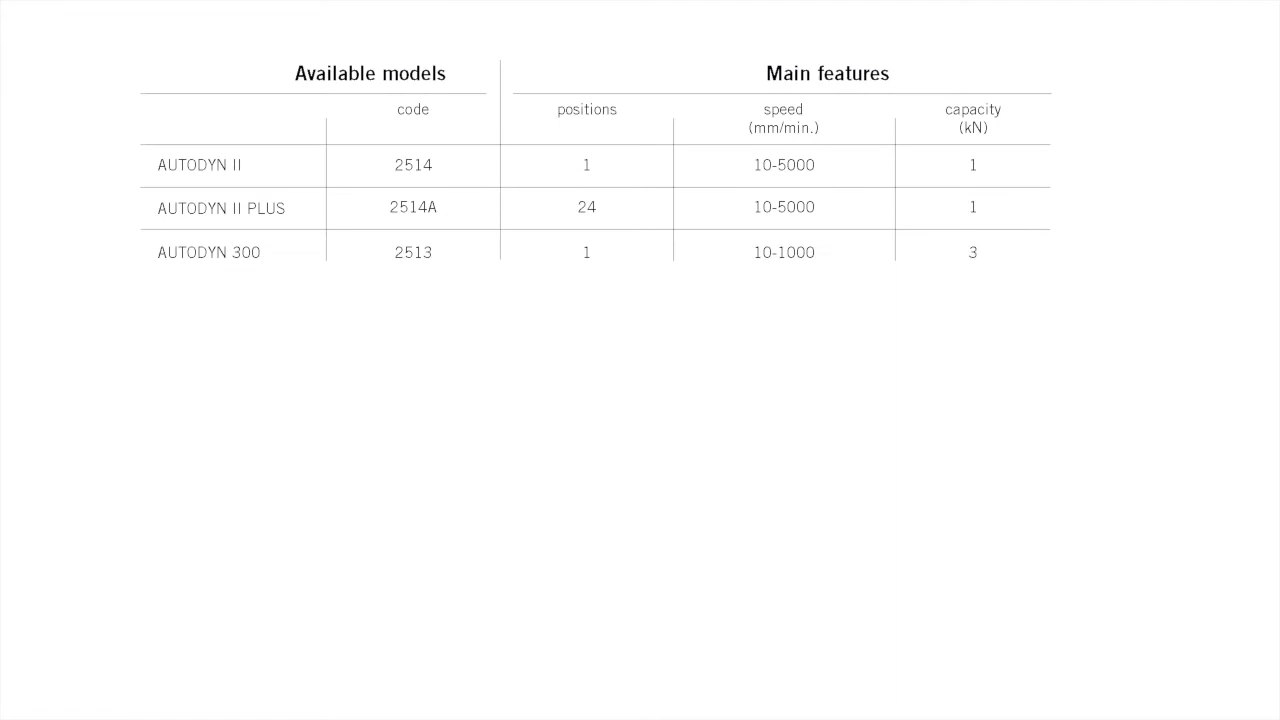 Available models Main features
code positions speed capacity
(mm/min.) (kN)
AUTODYN II 2514 1 10-5000 1
AUTODYN II PLUS 2514A 24 10-5000 1
AUTODYN 300 2513 1 10-1000 3